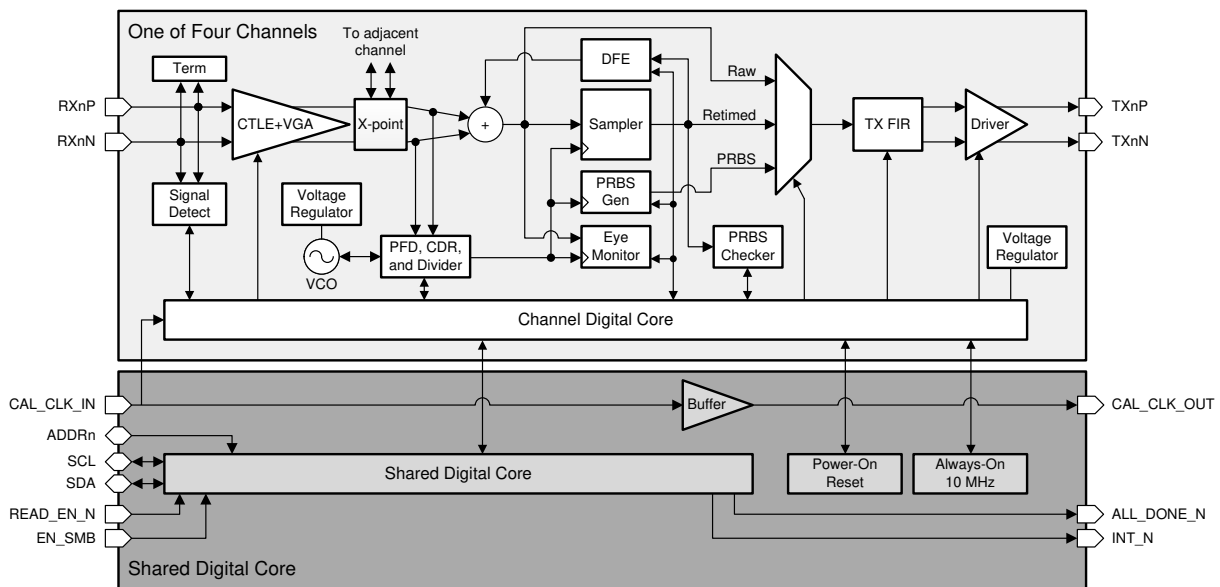 One of Four Channels
To adjacent
channel
Term
DFE
Raw
RXnP
TXnP
CTLE+VGA
X-point
+
Sampler
Retimed
TX FIR
Driver
RXnN
TXnN
PRBS
Signal
Detect
Voltage
Regulator
PRBS
Gen
PFD, CDR,
and Divider
Eye
Monitor
PRBS
Checker
Voltage
Regulator
VCO
Channel Digital Core
CAL_CLK_IN
Buffer
CAL_CLK_OUT
ADDRn
SCL
SDA
Shared Digital Core
Power-On
Reset
Always-On
10 MHz
READ_EN_N
ALL_DONE_N
EN_SMB
INT_N
Shared Digital Core